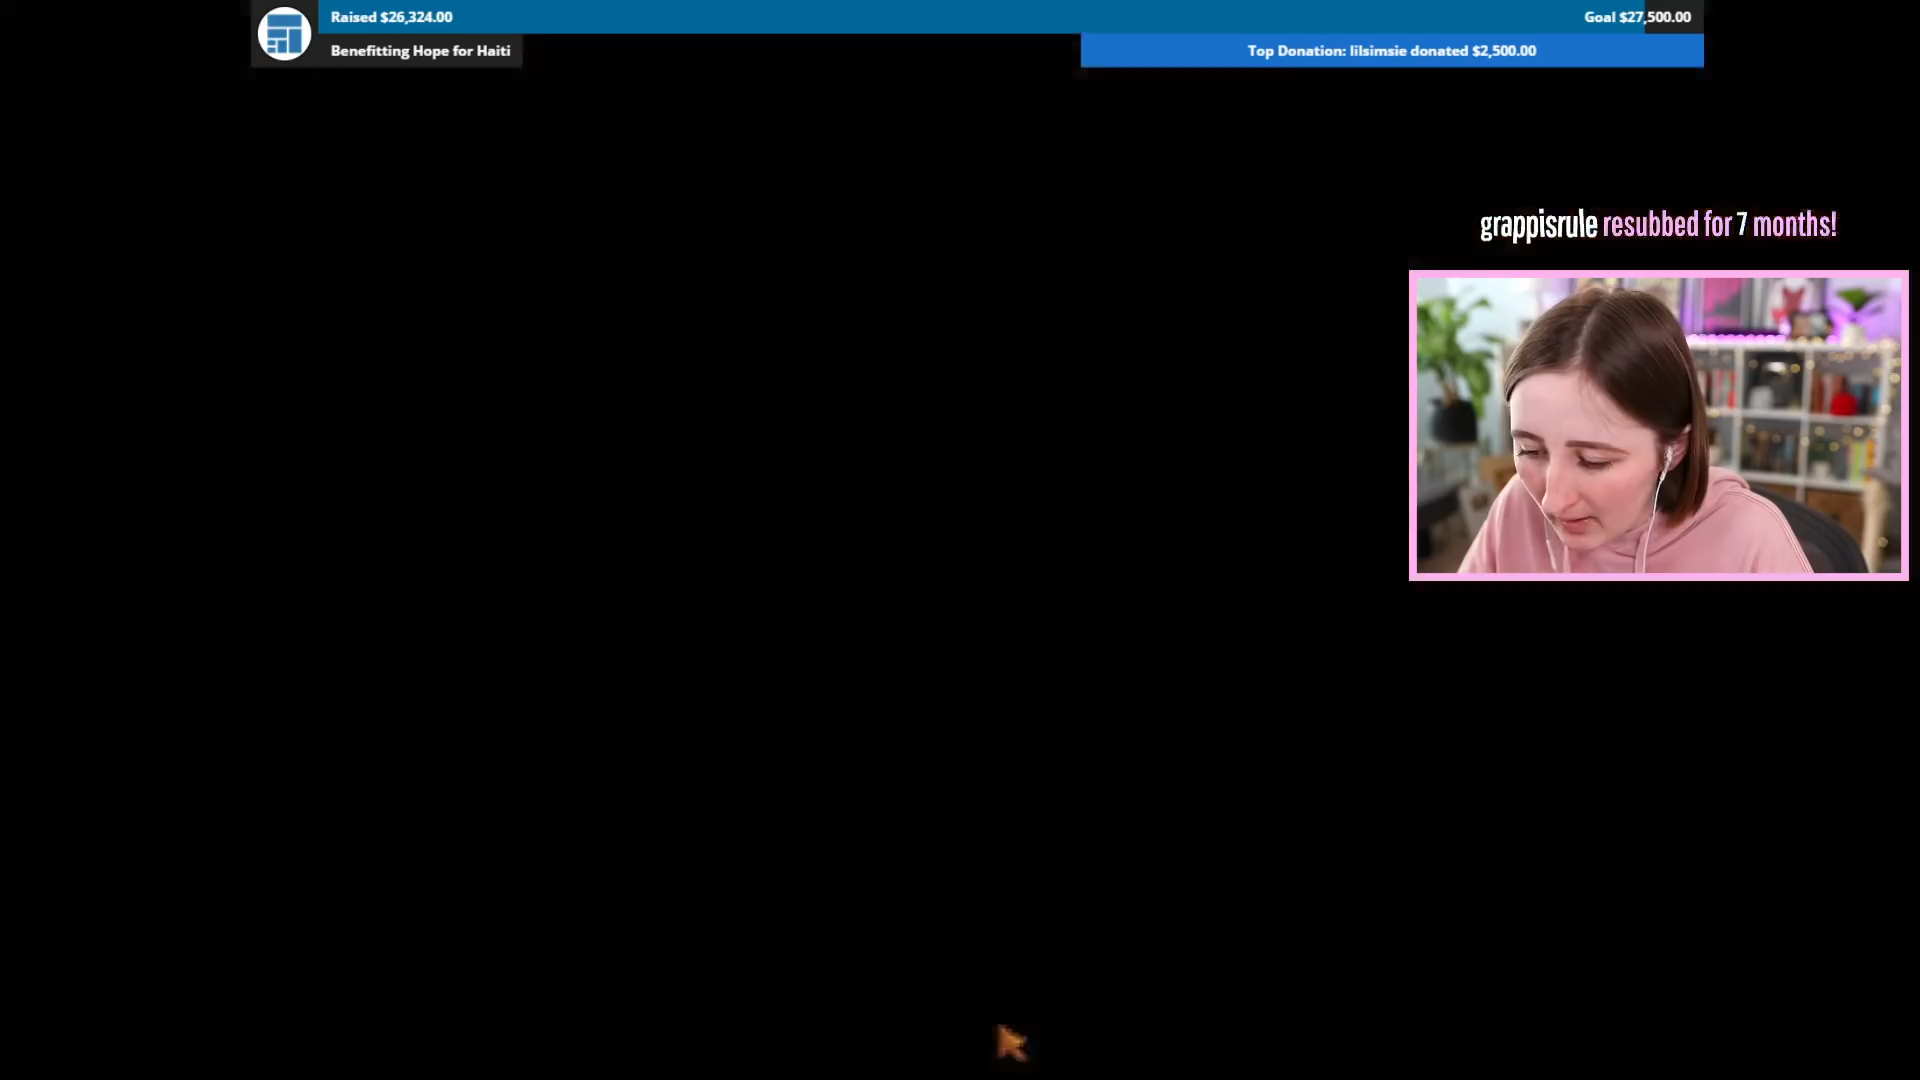 Raised $26,324.00
Goal $27,500.00
Benefitting Hope for Haiti
Top Donation: lilsimsie donated $2,500.00
grappisrule resubbed for 7 months!